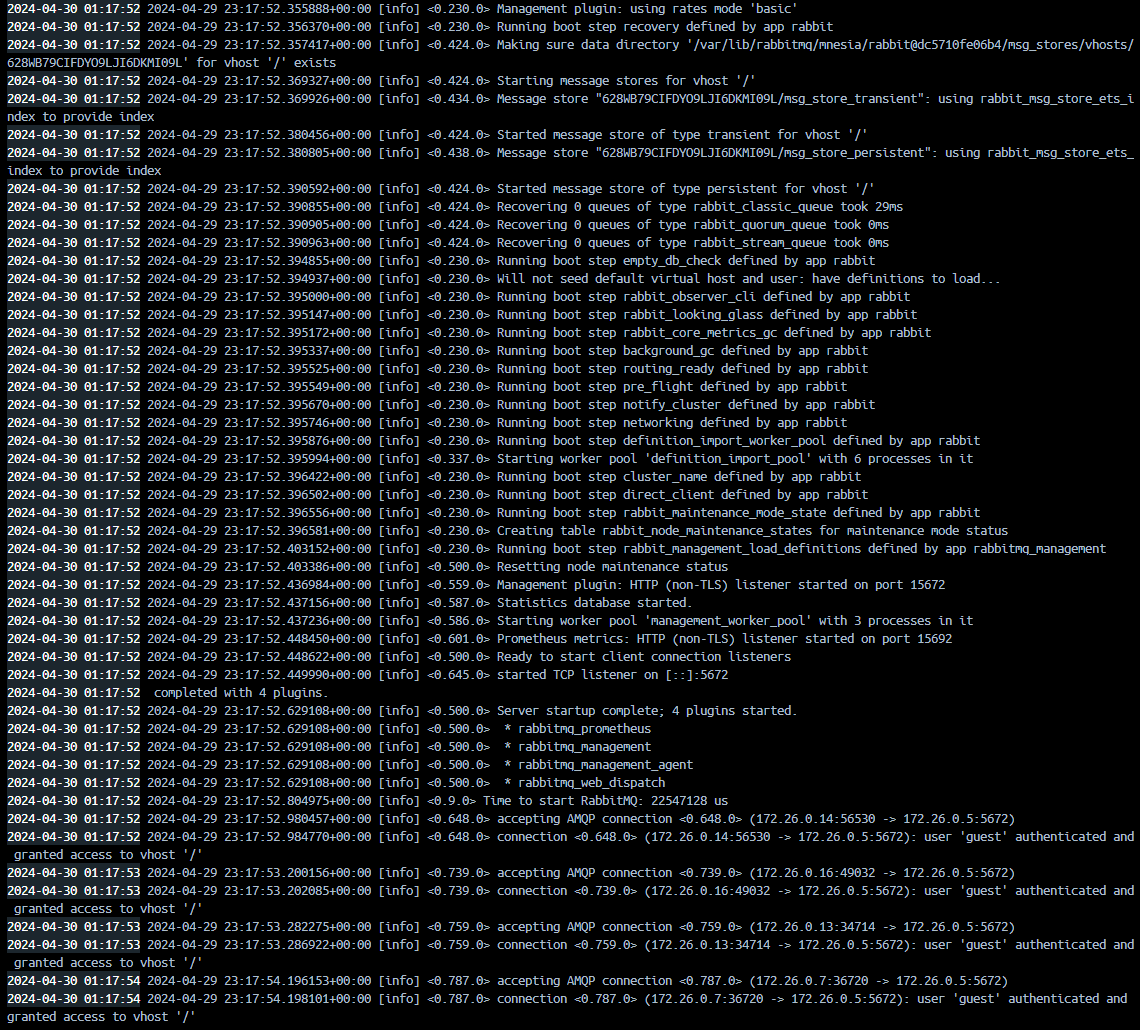 2024-04-30 01:17:52 2024-04-29 23:17:52.355888+00:00 [info] <0.230.0> Management plugin: using rates mode 'basic'
2024-04-30 01:17:52 2024-04-29 23:17:52.356370+00:00 [info] <0.230.0> Running boot step recovery defined by app rabbit
2024-04-30 01:17:52 2024-04-29 23:17:52.357417+00:00 [info] <0.424.0> Making sure data directory '/var/lib/rabbitmq/mnesia/rabbit@dc5710fe06b4/msg_stores/vhosts/
628WB79CIFDYO9LJI6DKMI09L' for vhost '/' exists
2024-04-30 01:17:52 2024-04-29 23:17:52.369327+00:00 [info] <0.424.0> Starting message stores for vhost '/'
2024-04-30 01:17:52 2024-04-29 23:17:52.369926+00:00 [info] <0.434.0> Message store "628WB79CIFDYO9LJI6DKMI09L/msg_store_transient": using rabbit_msg_store_ets_i
ndex to provide index
2024-04-30 01:17:52 2024-04-29 23:17:52.380456+00:00 [info] <0.424.0> Started message store of type transient for vhost '/'
2024-04-30 01:17:52 2024-04-29 23:17:52.380805+00:00 [info] <0.438.0> Message store "628WB79CIFDYO9LJI6DKMI09L/msg_store_persistent": using rabbit_msg_store_ets_
index to provide index
2024-04-30 01:17:52 2024-04-29 23:17:52.390592+00:00 [info] <0.424.0> Started message store of type persistent for vhost '/'
2024-04-30 01:17:52 2024-04-29 23:17:52.390855+00:00 [info] <0.424.0> Recovering 0 queues of type rabbit_classic_queue took 29ms
2024-04-30 01:17:52 2024-04-29 23:17:52.390905+00:00 [info] <0.424.0> Recovering 0 queues of type rabbit_quorum_queue took 0ms
2024-04-30 01:17:52 2024-04-29 23:17:52.390963+00:00 [info] <0.424.0> Recovering 0 queues of type rabbit_stream_queue took 0ms
2024-04-30 01:17:52 2024-04-29 23:17:52.394855+00:00 [info] <0.230.0> Running boot step empty_db_check defined by app rabbit
2024-04-30 01:17:52 2024-04-29 23:17:52.394937+00:00 [info] <0.230.0> Will not seed default virtual host and user: have definitions to load...
2024-04-30 01:17:52 2024-04-29 23:17:52.395000+00:00 [info] <0.230.0> Running boot step rabbit_observer_cli defined by app rabbit
2024-04-30 01:17:52 2024-04-29 23:17:52.395147+00:00 [info] <0.230.0> Running boot step rabbit_looking_glass defined by app rabbit
2024-04-30 01:17:52 2024-04-29 23:17:52.395172+00:00 [info] <0.230.0> Running boot step rabbit_core_metrics_gc defined by app rabbit
2024-04-30 01:17:52 2024-04-29 23:17:52.395337+00:00 [info] <0.230.0> Running boot step background_gc defined by app rabbit
2024-04-30 01:17:52 2024-04-29 23:17:52.395525+00:00 [info] <0.230.0> Running boot step routing_ready defined by app rabbit
2024-04-30 01:17:52 2024-04-29 23:17:52.395549+00:00 [info] <0.230.0> Running boot step pre_flight defined by app rabbit
2024-04-30 01:17:52 2024-04-29 23:17:52.395670+00:00 [info] <0.230.0> Running boot step notify_cluster defined by app rabbit
2024-04-30 01:17:52 2024-04-29 23:17:52.395746+00:00 [info] <0.230.0> Running boot step networking defined by app rabbit
2024-04-30 01:17:52 2024-04-29 23:17:52.395876+00:00 [info] <0.230.0> Running boot step definition_import_worker_pool defined by app rabbit
2024-04-30 01:17:52 2024-04-29 23:17:52.395994+00:00 [info] <0.337.0> Starting worker pool 'definition_import_pool' with 6 processes in it
2024-04-30 01:17:52 2024-04-29 23:17:52.396422+00:00 [info] <0.230.0> Running boot step cluster_name defined by app rabbit
2024-04-30 01:17:52 2024-04-29 23:17:52.396502+00:00 [info] <0.230.0> Running boot step direct_client defined by app rabbit
2024-04-30 01:17:52 2024-04-29 23:17:52.396556+00:00 [info] <0.230.0> Running boot step rabbit_maintenance_mode_state defined by app rabbit
2024-04-30 01:17:52 2024-04-29 23:17:52.396581+00:00 [info] <0.230.0> Creating table rabbit_node_maintenance_states for maintenance mode status
2024-04-30 01:17:52 2024-04-29 23:17:52.403152+00:00 [info] <0.230.0> Running boot step rabbit_management_load_definitions defined by app rabbitmq_management
2024-04-30 01:17:52 2024-04-29 23:17:52.403386+00:00 [info] <0.500.0> Resetting node maintenance status
2024-04-30 01:17:52 2024-04-29 23:17:52.436984+00:00 [info] <0.559.0> Management plugin: HTTP (non-TLS) listener started on port 15672
2024-04-30 01:17:52 2024-04-29 23:17:52.437156+00:00 [info] <0.587.0> Statistics database started.
2024-04-30 01:17:52 2024-04-29 23:17:52.437236+00:00 [info] <0.586.0> Starting worker pool 'management_worker_pool' with 3 processes in it
2024-04-30 01:17:52 2024-04-29 23:17:52.448450+00:00 [info] <0.601.0> Prometheus metrics: HTTP (non-TLS) listener started on port 15692
2024-04-30 01:17:52 2024-04-29 23:17:52.448622+00:00 [info] <0.500.0> Ready to start client connection listeners
2024-04-30 01:17:52 2024-04-29 23:17:52.449990+00:00 [info] <0.645.0> started TCP listener on [::]:5672
2024-04-30 01:17:52  completed with 4 plugins.
2024-04-30 01:17:52 2024-04-29 23:17:52.629108+00:00 [info] <0.500.0> Server startup complete; 4 plugins started.
2024-04-30 01:17:52 2024-04-29 23:17:52.629108+00:00 [info] <0.500.0>  * rabbitmq_prometheus
2024-04-30 01:17:52 2024-04-29 23:17:52.629108+00:00 [info] <0.500.0>  * rabbitmq_management
2024-04-30 01:17:52 2024-04-29 23:17:52.629108+00:00 [info] <0.500.0>  * rabbitmq_management_agent
2024-04-30 01:17:52 2024-04-29 23:17:52.629108+00:00 [info] <0.500.0>  * rabbitmq_web_dispatch
2024-04-30 01:17:52 2024-04-29 23:17:52.804975+00:00 [info] <0.9.0> Time to start RabbitMQ: 22547128 us
2024-04-30 01:17:52 2024-04-29 23:17:52.980457+00:00 [info] <0.648.0> accepting AMQP connection <0.648.0> (172.26.0.14:56530 -> 172.26.0.5:5672)
2024-04-30 01:17:52 2024-04-29 23:17:52.984770+00:00 [info] <0.648.0> connection <0.648.0> (172.26.0.14:56530 -> 172.26.0.5:5672): user 'guest' authenticated and
 granted access to vhost '/'
2024-04-30 01:17:53 2024-04-29 23:17:53.200156+00:00 [info] <0.739.0> accepting AMQP connection <0.739.0> (172.26.0.16:49032 -> 172.26.0.5:5672)
2024-04-30 01:17:53 2024-04-29 23:17:53.202085+00:00 [info] <0.739.0> connection <0.739.0> (172.26.0.16:49032 -> 172.26.0.5:5672): user 'guest' authenticated and
 granted access to vhost '/'
2024-04-30 01:17:53 2024-04-29 23:17:53.282275+00:00 [info] <0.759.0> accepting AMQP connection <0.759.0> (172.26.0.13:34714 -> 172.26.0.5:5672)
2024-04-30 01:17:53 2024-04-29 23:17:53.286922+00:00 [info] <0.759.0> connection <0.759.0> (172.26.0.13:34714 -> 172.26.0.5:5672): user 'guest' authenticated and
 granted access to vhost '/'
2024-04-30 01:17:54 2024-04-29 23:17:54.196153+00:00 [info] <0.787.0> accepting AMQP connection <0.787.0> (172.26.0.7:36720 -> 172.26.0.5:5672)
2024-04-30 01:17:54 2024-04-29 23:17:54.198101+00:00 [info] <0.787.0> connection <0.787.0> (172.26.0.7:36720 -> 172.26.0.5:5672): user 'guest' authenticated and
granted access to vhost '/'